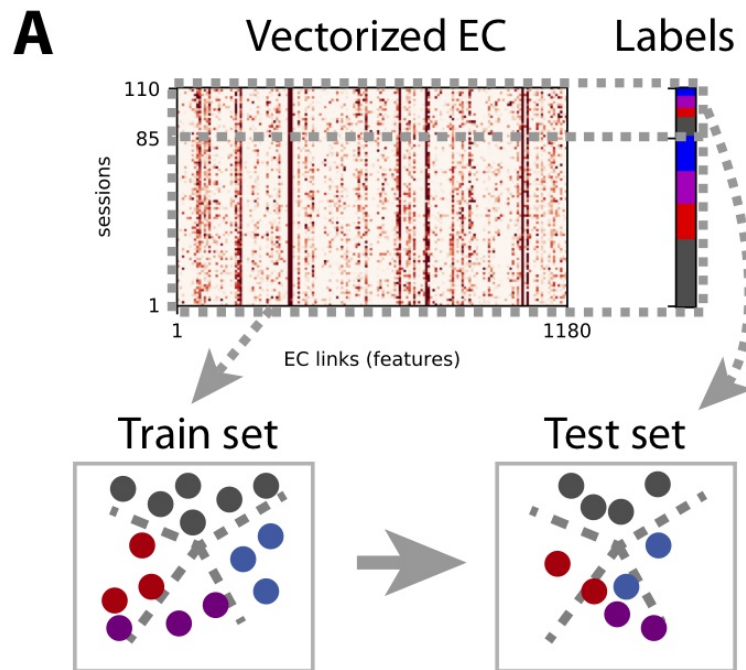 A
Vectorized EC
Labels
110
85
sessions
1
1
1180
EC links (features)
Train set
Test set